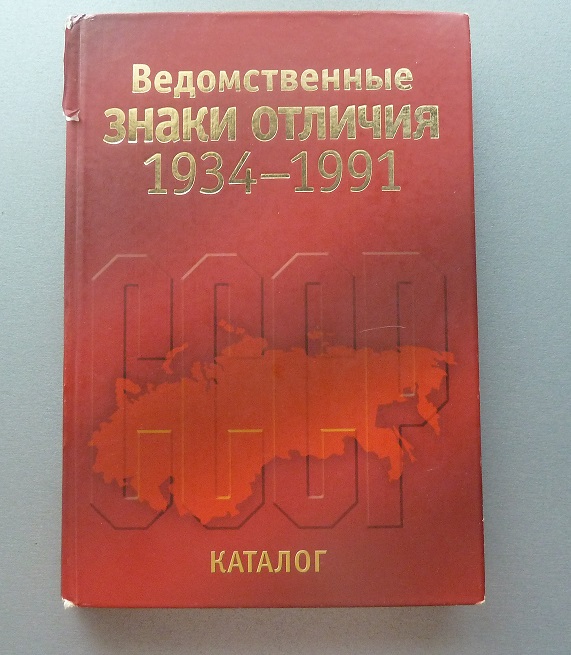 Ведомственные
знаки отличия
1934–1991
СССР
КАТАЛОГ